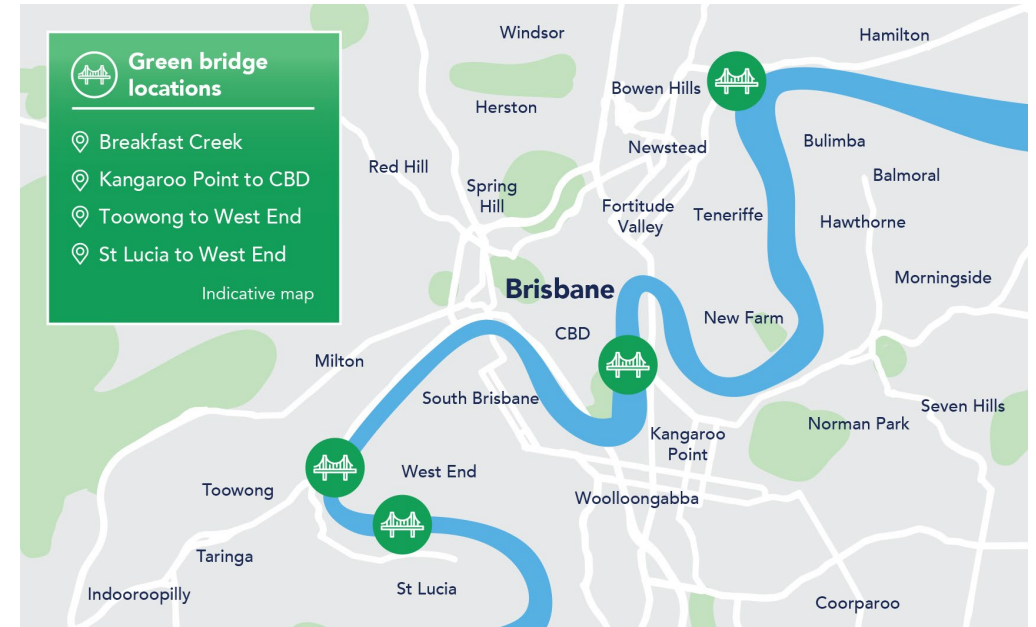 Green bridge
locations
Breakfast Creek
Kangaroo Point to CBD
Toowong to West End
St Lucia to West End
Indicative map
Windsor
Hamilton
Bowen Hills
Herston
Newstead
Bulimba
Red Hill
Balmoral
Spring
Hill
Fortitude
Valley
Teneriffe
Hawthorne
Morningside
Brisbane
New Farm
CBD
Milton
South Brisbane
Seven Hills
Norman Park
Kangaroo
Point
West End
Toowong
Woolloongabba
Taringa
St Lucia
Indooroopilly
Coorparoo